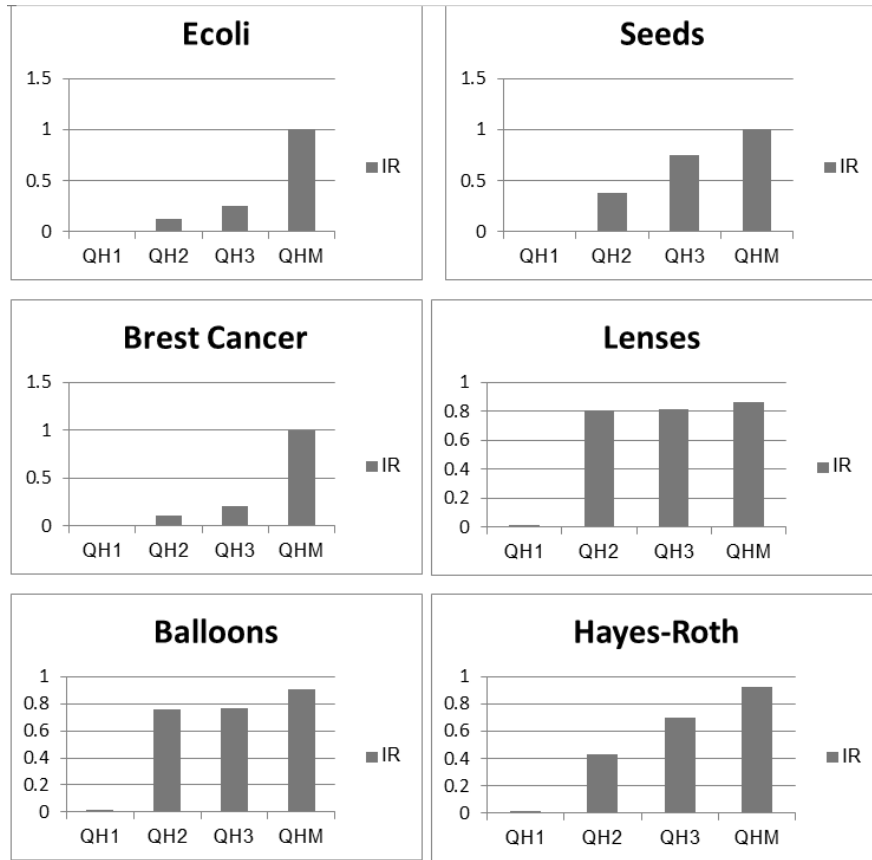 Ecoli
1.5
1
0.5
0
QH1 QH2 QH3 QHM
IR
Seeds
1.5
1
0.5
0
QH1 QH2 QH3 QHM
IR
Brest Cancer
1.5
1
0.5
0
QH1 QH2 QH3 QHM
IR
Lenses
1
0.8
0.6
0.4
0.2
0
QH1 QH2 QH3 QHM
IR
Balloons
1
0.8
0.6
0.4
0.2
0
QH1 QH2 QH3 QHM
IR
Hayes-Roth
1
0.8
0.6
0.4
0.2
0
QH1 QH2 QH3 QHM
IR